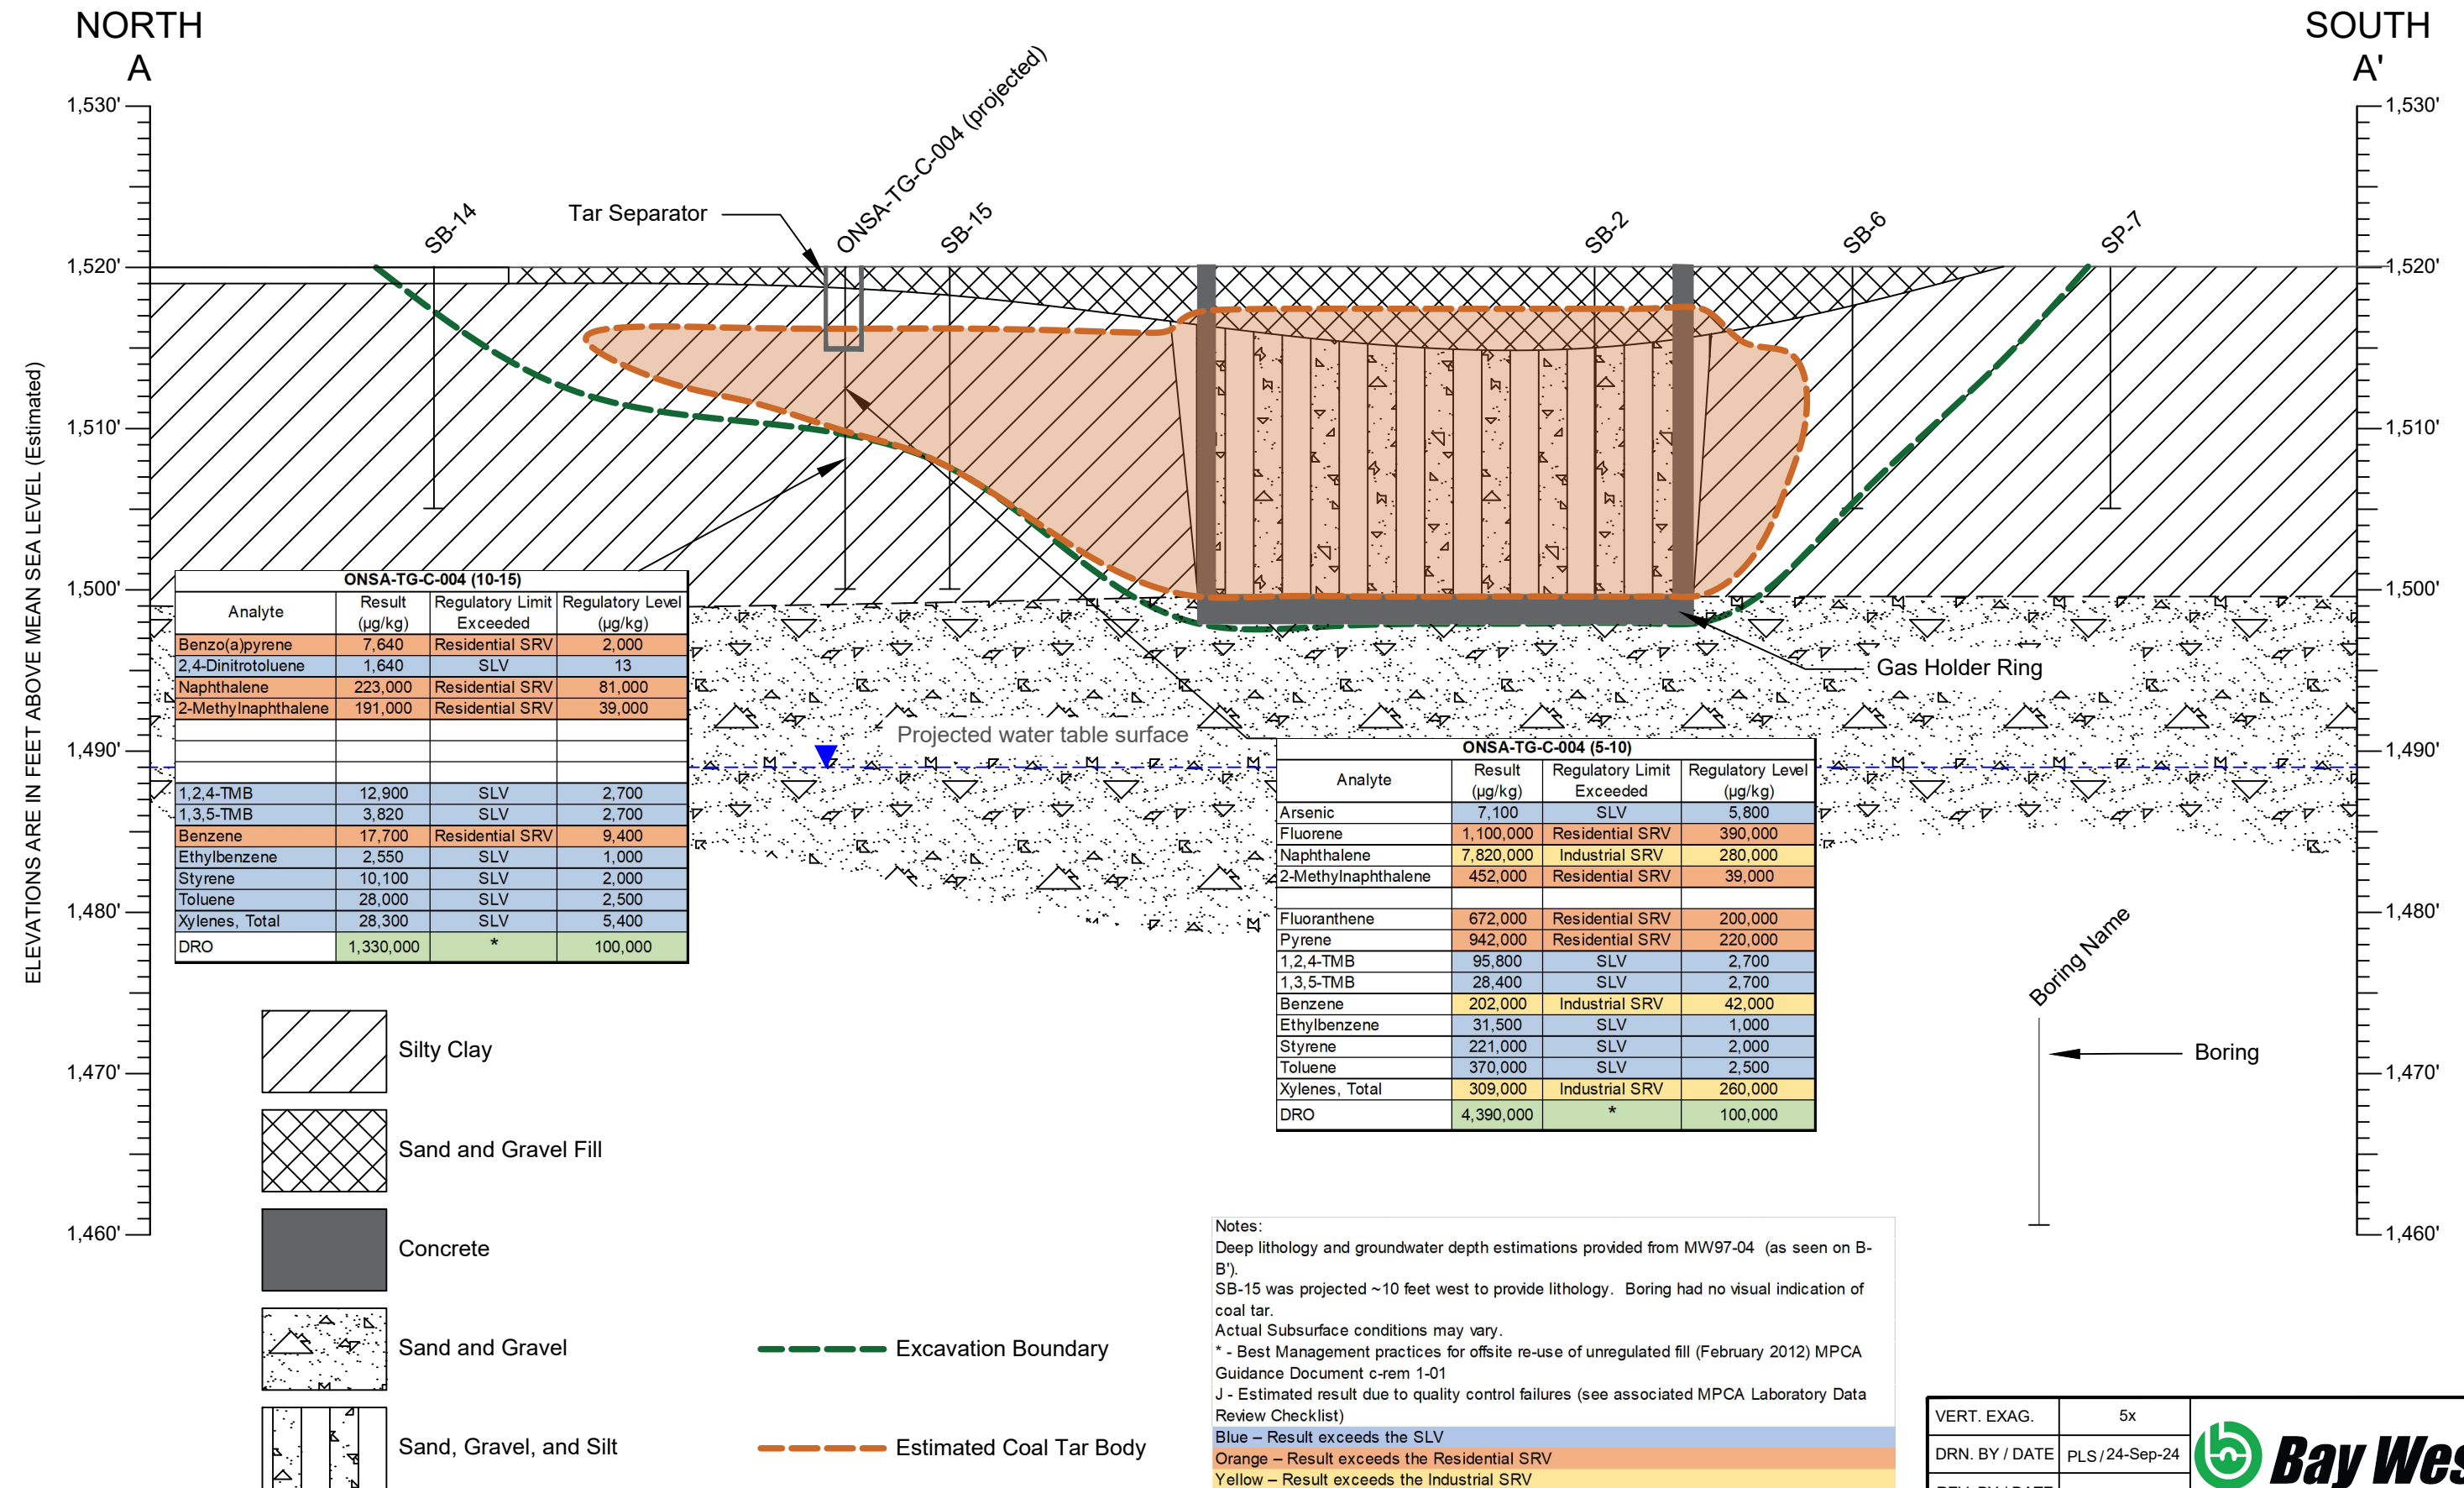 NORTH
A
SOUTH
A'
ELEVATIONS ARE IN FEET ABOVE MEAN SEA LEVEL (Estimated)
1,530'
1,520'
1,510'
1,500'
1,490'
1,480'
1,470'
1,460'
1,530'
1,520'
1,510'
1,500'
1,490'
1,480'
1,470'
1,460'
SB-14
Tar Separator
ONSA-TG-C-004 (projected)
SB-15
SB-2
SB-6
SP-7
Gas Holder Ring
Projected water table surface
ONSA-TG-C-004 (10-15)
Analyte Result (µg/kg) Regulatory Limit Exceeded Regulatory Level (µg/kg)
Benzo(a)pyrene 7,640 Residential SRV 2,000
2,4-Dinitrotoluene 1,640 SLV 13
Naphthalene 223,000 Residential SRV 81,000
2-Methylnaphthalene 191,000 Residential SRV 39,000
1,2,4-TMB 12,900 SLV 2,700
1,3,5-TMB 3,820 SLV 2,700
Benzene 17,700 Residential SRV 9,400
Ethylbenzene 2,550 SLV 1,000
Styrene 10,100 SLV 2,000
Toluene 28,000 SLV 2,500
Xylenes, Total 28,300 SLV 5,400
DRO 1,330,000 * 100,000
ONSA-TG-C-004 (5-10)
Analyte Result (µg/kg) Regulatory Limit Exceeded Regulatory Level (µg/kg)
Arsenic 7,100 SLV 5,800
Fluorene 1,100,000 Residential SRV 390,000
Naphthalene 7,820,000 Industrial SRV 280,000
2-Methylnaphthalene 452,000 Residential SRV 39,000
Fluoranthene 672,000 Residential SRV 200,000
Pyrene 942,000 Residential SRV 220,000
1,2,4-TMB 95,800 SLV 2,700
1,3,5-TMB 28,400 SLV 2,700
Benzene 202,000 Industrial SRV 42,000
Ethylbenzene 31,500 SLV 1,000
Styrene 221,000 SLV 2,000
Toluene 370,000 SLV 2,500
Xylenes, Total 309,000 Industrial SRV 260,000
DRO 4,390,000 * 100,000
Boring Name
Boring
Silty Clay
Sand and Gravel Fill
Concrete
Sand and Gravel
Sand, Gravel, and Silt
Excavation Boundary
Estimated Coal Tar Body
Notes:
Deep lithology and groundwater depth estimations provided from MW97-04 (as seen on B-
B').
SB-15 was projected ~10 feet west to provide lithology. Boring had no visual indication of
coal tar.
Actual Subsurface conditions may vary.
* - Best Management practices for offsite re-use of unregulated fill (February 2012) MPCA
Guidance Document c-rem 1-01
J - Estimated result due to quality control failures (see associated MPCA Laboratory Data
Review Checklist)
Blue – Result exceeds the SLV
Orange – Result exceeds the Residential SRV
Yellow – Result exceeds the Industrial SRV
VERT. EXAG. 5x
DRN. BY / DATE PLS / 24-Sep-24
Bay Wes